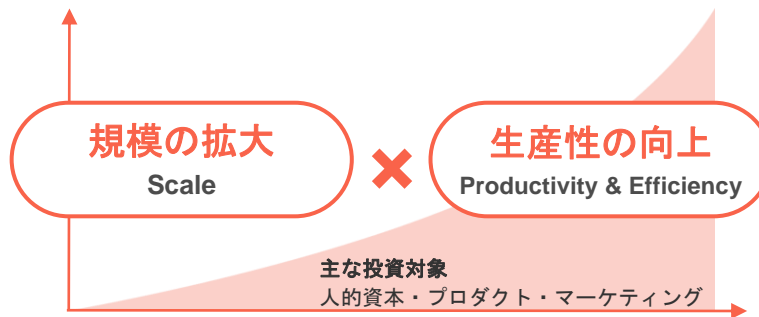 規模の拡大
Scale
×
生産性の向上
Productivity & Efficiency
主な投資対象
人的資本・プロダクト・マーケティング